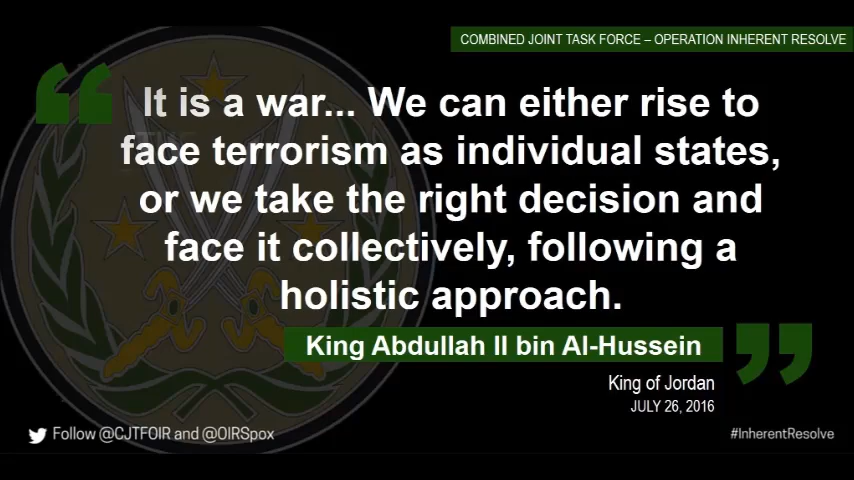 COMBINED JOINT TASK FORCE – OPERATION INHERENT RESOLVE
“
It is a war... We can either rise to
face terrorism as individual states,
or we take the right decision and
face it collectively, following a
holistic approach.
”
King Abdullah II bin Al-Hussein
King of Jordan
JULY 26, 2016
Follow @CJTFOIR and @OIRSpox
#InherentResolve